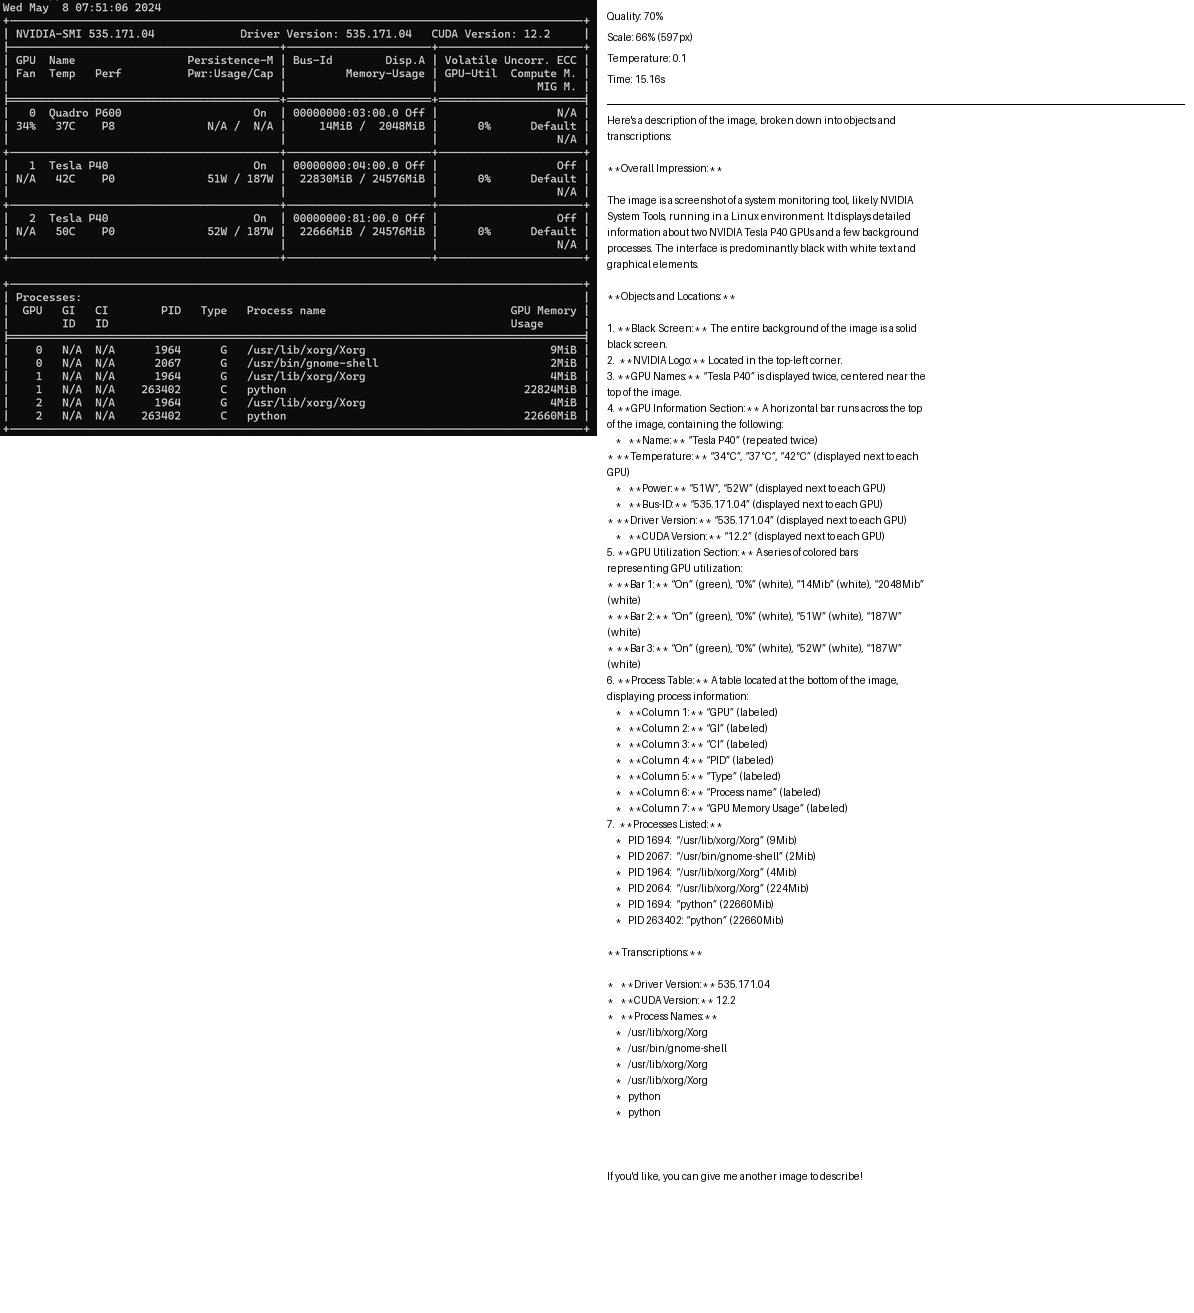 Wed May  8 07:51:06 2024
NVIDIA-SMI 535.171.04             Driver Version: 535.171.04   CUDA Version: 12.2
GPU  Name                 Persistence-M | Bus-Id        Disp.A | Volatile Uncorr. ECC
Fan  Temp   Perf          Pwr:Usage/Cap |         Memory-Usage | GPU-Util  Compute M.
MIG M.
0  Quadro P600                    On  | 00000000:03:00.0 Off |                  N/A
34%   37C    P8              N/A /  N/A |     14MiB /  2048MiB |      0%      Default
N/A
1  Tesla P40                      On  | 00000000:04:00.0 Off |                  Off
N/A   42C    P0              51W / 187W |  22830MiB / 24576MiB |      0%      Default
N/A
2  Tesla P40                      On  | 00000000:81:00.0 Off |                  Off
N/A   50C    P0              52W / 187W |  22666MiB / 24576MiB |      0%      Default
N/A
Processes:
GPU   GI   CI        PID   Type   Process name                            GPU Memory
ID   ID                                                             Usage
0   N/A  N/A      1964      G   /usr/lib/xorg/Xorg                            9MiB
0   N/A  N/A      2067      G   /usr/bin/gnome-shell                          2MiB
1   N/A  N/A      1964      G   /usr/lib/xorg/Xorg                            4MiB
1   N/A  N/A    263402      C   python                                    22824MiB
2   N/A  N/A      1964      G   /usr/lib/xorg/Xorg                            4MiB
2   N/A  N/A    263402      C   python                                    22660MiB
Quality: 70%
Scale: 66% (597px)
Temperature: 0.1
Time: 15.16s
Here's a description of the image, broken down into objects and
transcriptions:
**Overall Impression:**
The image is a screenshot of a system monitoring tool, likely NVIDIA
System Tools, running in a Linux environment. It displays detailed
information about two NVIDIA Tesla P40 GPUs and a few background
processes. The interface is predominantly black with white text and
graphical elements.
**Objects and Locations:**
1. **Black Screen:** The entire background of the image is a solid
black screen.
2. **NVIDIA Logo:** Located in the top-left corner.
3. **GPU Names:** "Tesla P40" is displayed twice, centered near the
top of the image.
4. **GPU Information Section:** A horizontal bar runs across the top
of the image, containing the following:
* **Name:** "Tesla P40" (repeated twice)
* **Temperature:** "34°C", "37°C", "42°C" (displayed next to each
GPU)
* **Power:** "51W", "52W" (displayed next to each GPU)
* **Bus-ID:** "535.171.04" (displayed next to each GPU)
* **Driver Version:** "535.171.04" (displayed next to each GPU)
* **CUDA Version:** "12.2" (displayed next to each GPU)
5. **GPU Utilization Section:** A series of colored bars
representing GPU utilization:
* **Bar 1:** "On" (green), "0%" (white), "14Mib" (white), "2048Mib"
(white)
* **Bar 2:** "On" (green), "0%" (white), "51W" (white), "187W"
(white)
* **Bar 3:** "On" (green), "0%" (white), "52W" (white), "187W"
(white)
6. **Process Table:** A table located at the bottom of the image,
displaying process information:
* **Column 1:** "GPU" (labeled)
* **Column 2:** "GI" (labeled)
* **Column 3:** "CI" (labeled)
* **Column 4:** "PID" (labeled)
* **Column 5:** "Type" (labeled)
* **Column 6:** "Process name" (labeled)
* **Column 7:** "GPU Memory Usage" (labeled)
7. **Processes Listed:**
* PID 1694: "/usr/lib/xorg/Xorg" (9Mib)
* PID 2067: "/usr/bin/gnome-shell" (2Mib)
* PID 1964: "/usr/lib/xorg/Xorg" (4Mib)
* PID 2064: "/usr/lib/xorg/Xorg" (224Mib)
* PID 1694: "python" (22660Mib)
* PID 263402: "python" (22660Mib)
**Transcriptions:**
* **Driver Version:** 535.171.04
* **CUDA Version:** 12.2
* **Process Names:**
* /usr/lib/xorg/Xorg
* /usr/bin/gnome-shell
* /usr/lib/xorg/Xorg
* /usr/lib/xorg/Xorg
* python
* python
If you'd like, you can give me another image to describe!